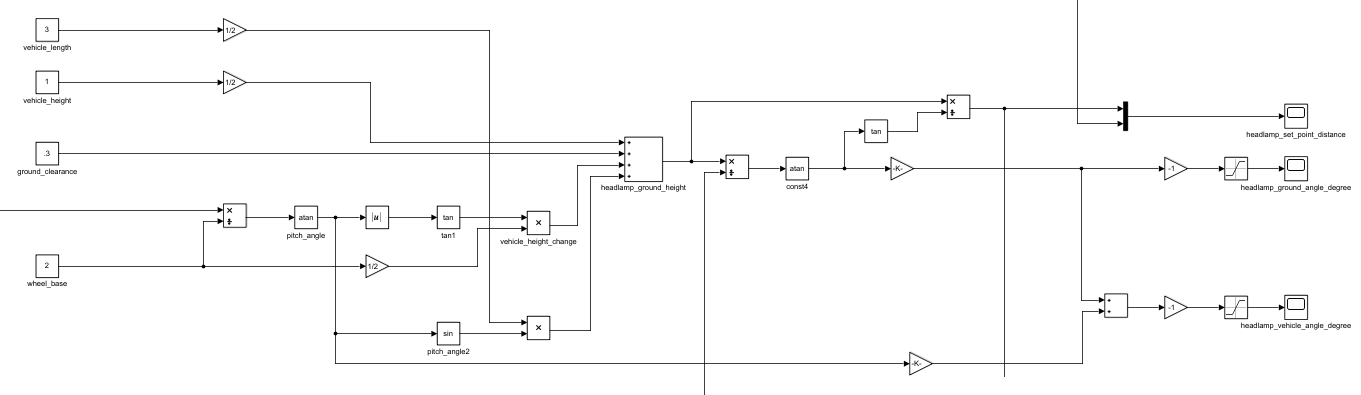 3
1/2
vehicle_length
1
1/2
vehicle_height
.3
ground_clearance
×
÷
atan
pitch_angle
|u|
tan
tan1
×
vehicle_height_change
2
wheel_base
1/2
sin
pitch_angle2
×
+
+
+
+
headlamp_ground_height
×
÷
atan
const4
tan
×
÷
-K-
headlamp_set_point_distance
-1
headlamp_ground_angle_degree
+
+
-1
headlamp_vehicle_angle_degree
-K-